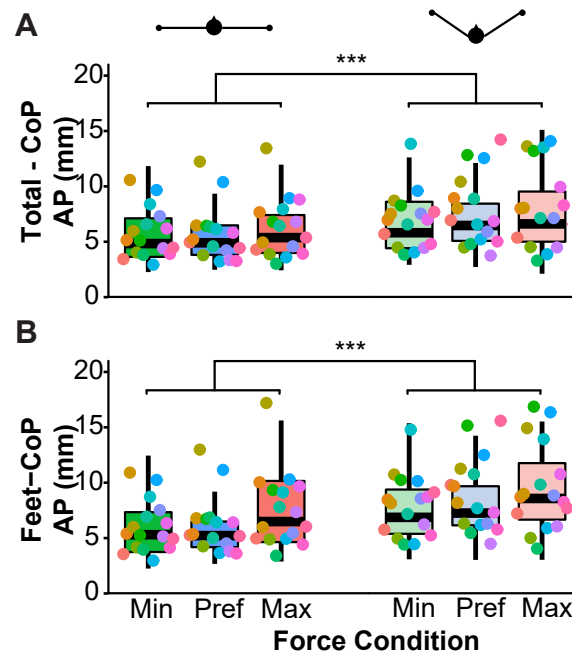 A
***
20
15
10
5
0
Total - CoP
AP (mm)
B
***
20
15
10
5
0
Feet-CoP
AP (mm)
Min Pref Max Min Pref Max
Force Condition